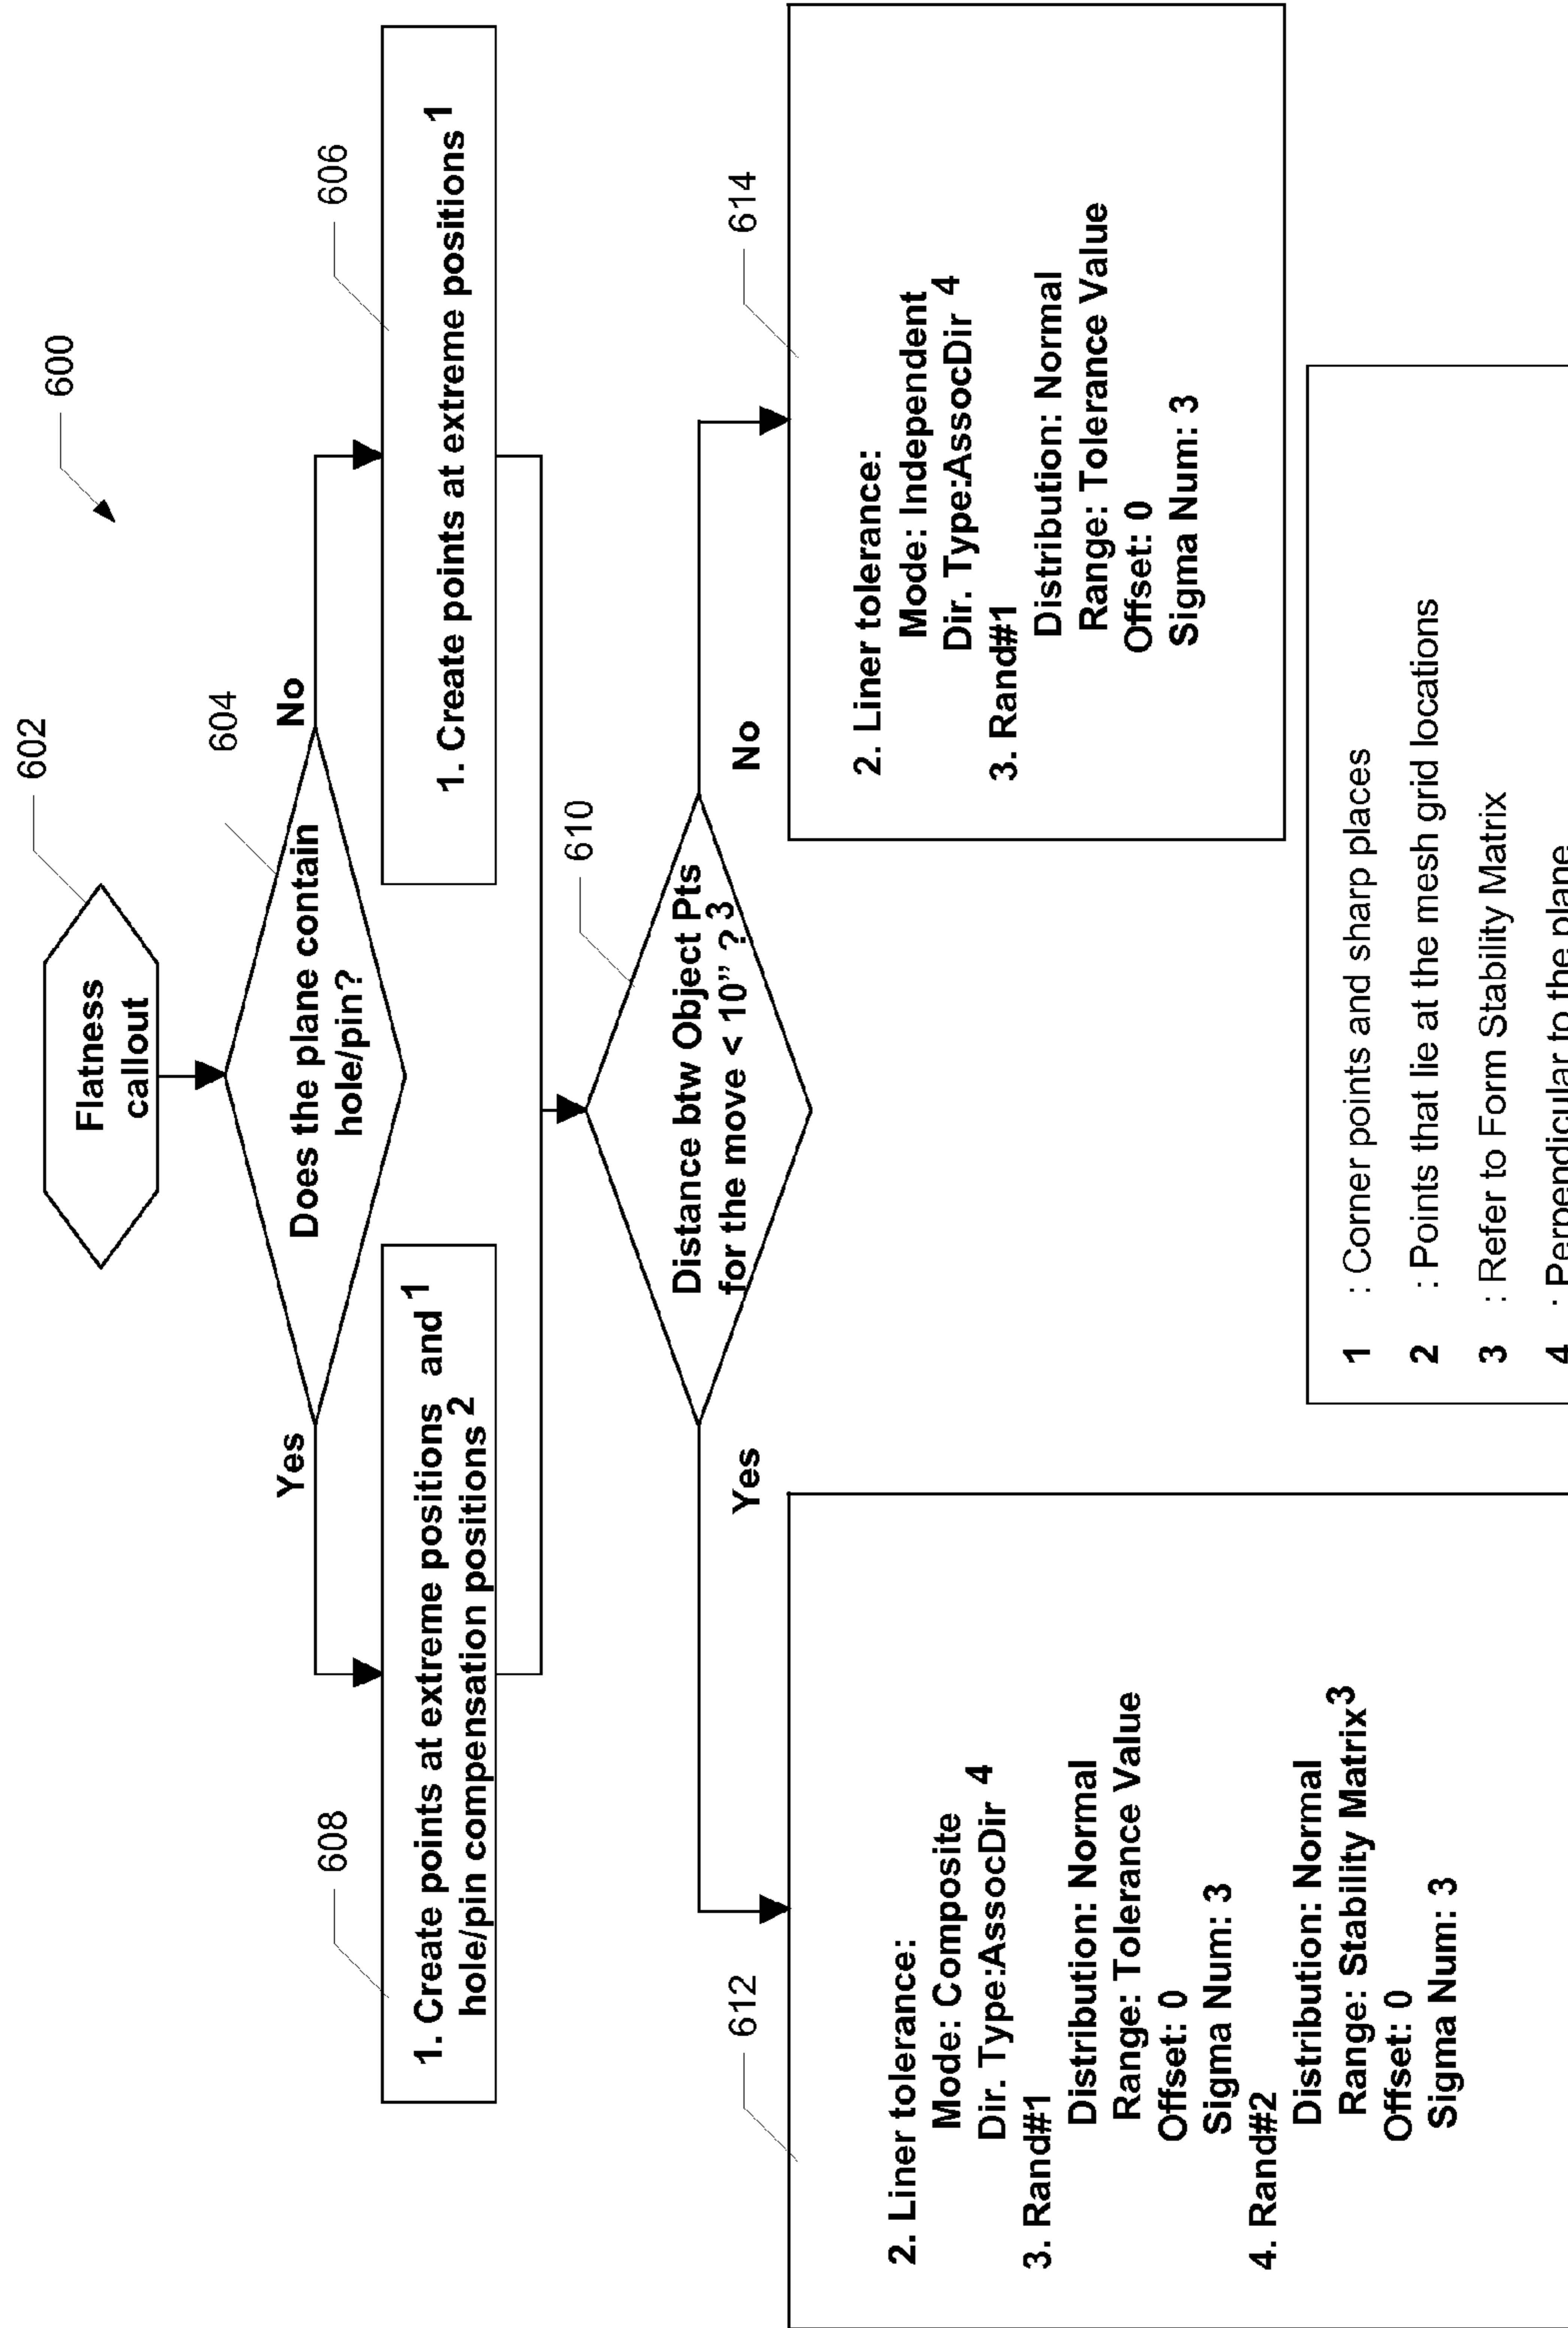 600
602
Flatness
callout
604
Does the plane contain
hole/pin?
Yes
No
608
1. Create points at extreme positions and 1
hole/pin compensation positions 2
606
1. Create points at extreme positions 1
610
Distance btw Object Pts
for the move < 10” ? 3
Yes
No
612
2. Liner tolerance:
Mode: Composite
Dir. Type:AssocDir 4
3. Rand#1
Distribution: Normal
Range: Tolerance Value
Offset: 0
Sigma Num: 3
4. Rand#2
Distribution: Normal
Range: Stability Matrix 3
Offset: 0
Sigma Num: 3
614
2. Liner tolerance:
Mode: Independent
Dir. Type:AssocDir 4
3. Rand#1
Distribution: Normal
Range: Tolerance Value
Offset: 0
Sigma Num: 3
1 : Corner points and sharp places
2 : Points that lie at the mesh grid locations
3 : Refer to Form Stability Matrix
4 : Perpendicular to the plane